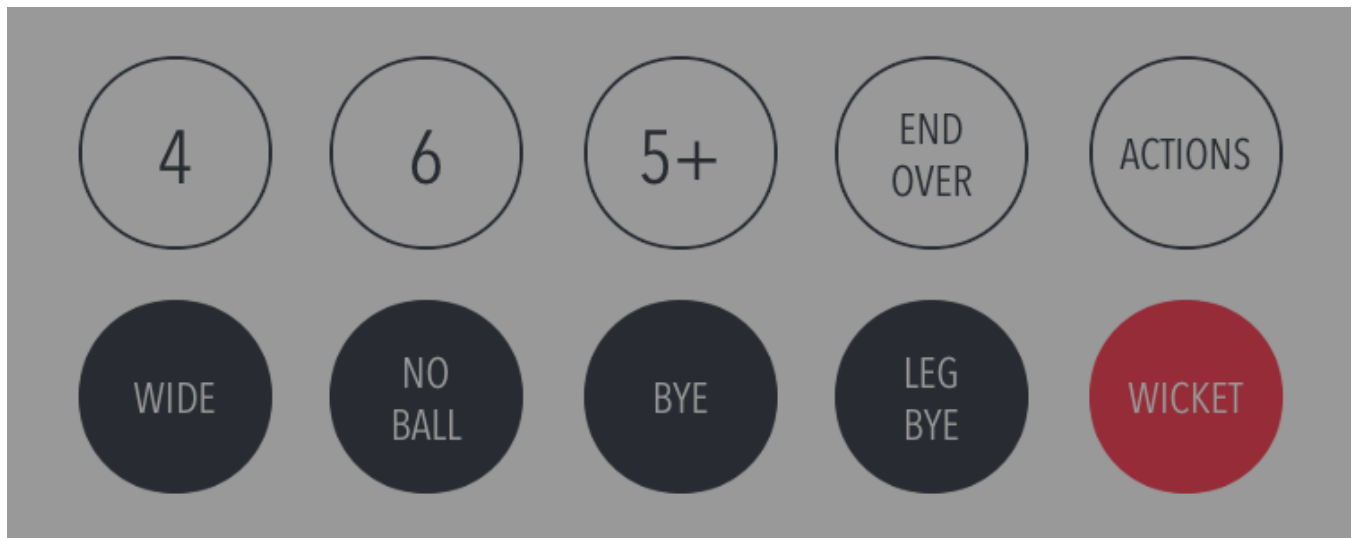 4
6
5+
END
OVER
ACTIONS
WIDE
NO
BALL
BYE
LEG
BYE
WICKET